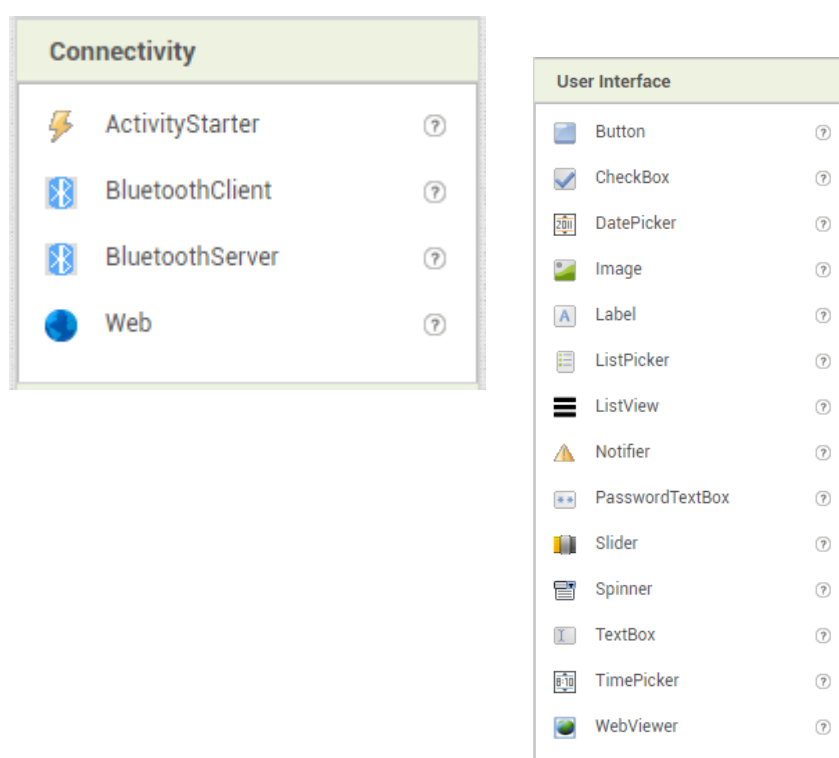 Connectivity
ActivityStarter
BluetoothClient
BluetoothServer
Web
User Interface
Button
CheckBox
DatePicker
Image
Label
ListPicker
ListView
Notifier
PasswordTextBox
Slider
Spinner
TextBox
TimePicker
WebViewer